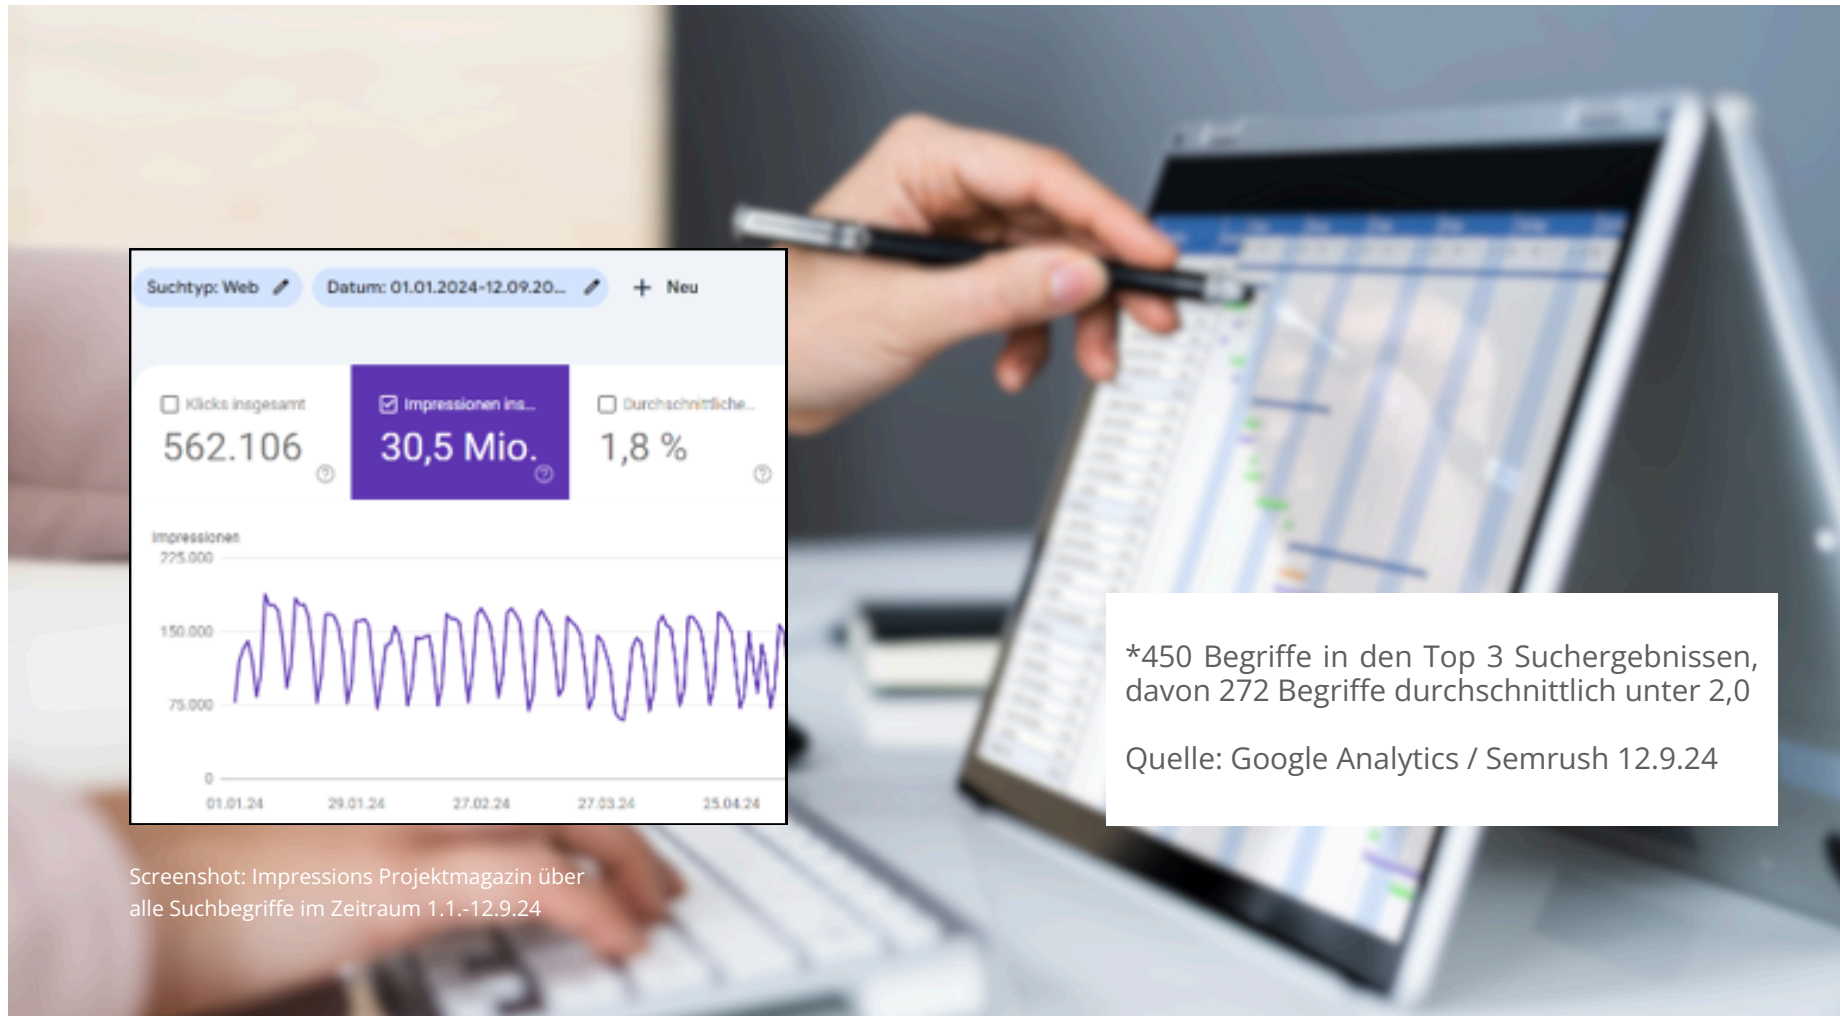 Suchtyp: Web
Datum: 01.01.2024-12.09.20...
+ Neu
Klicks insgesamt
Impressionen ins...
Durchschnittliche...
562.106
30,5 Mio.
1,8 %
Impressionen
225.000
150.000
75.000
0
01.01.24
29.01.24
27.02.24
27.03.24
25.04.24
*450 Begriffe in den Top 3 Suchergebnissen,
davon 272 Begriffe durchschnittlich unter 2,0
Quelle: Google Analytics / Semrush 12.9.24
Screenshot: Impressions Projektmagazin über
alle Suchbegriffe im Zeitraum 1.1.-12.9.24